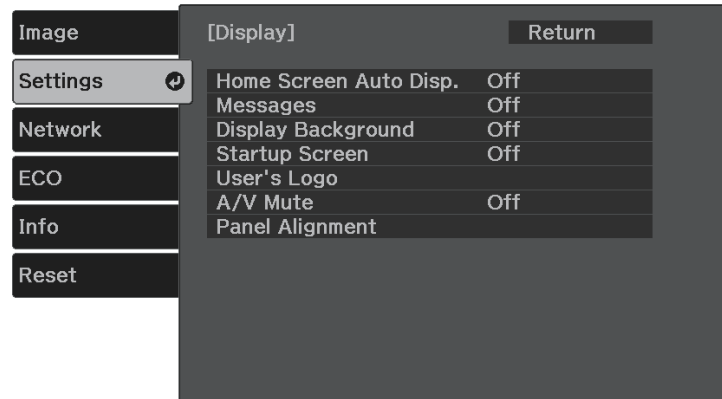 Image
Settings
Network
ECO
Info
Reset
[Display]
Return
Home Screen Auto Disp. Off
Messages Off
Display Background Off
Startup Screen Off
User's Logo
A/V Mute Off
Panel Alignment